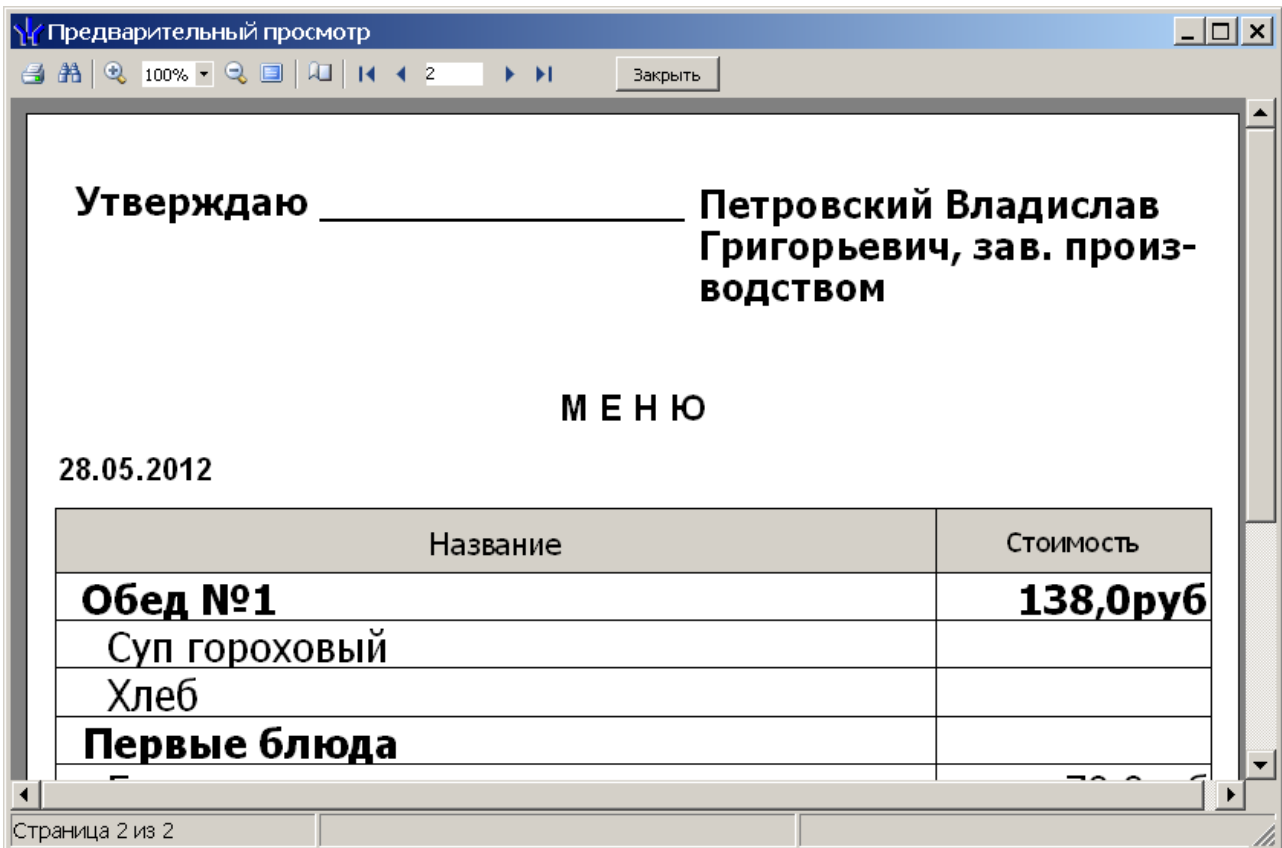 Предварительный просмотр
100% 2 Закрыть
Утверждаю ____________________ Петровский Владислав
Григорьевич, зав. произ-
водством
М Е Н Ю
28.05.2012
Название Стоимость
Обед №1 138,0руб
Суп гороховый
Хлеб
Первые блюда
Страница 2 из 2